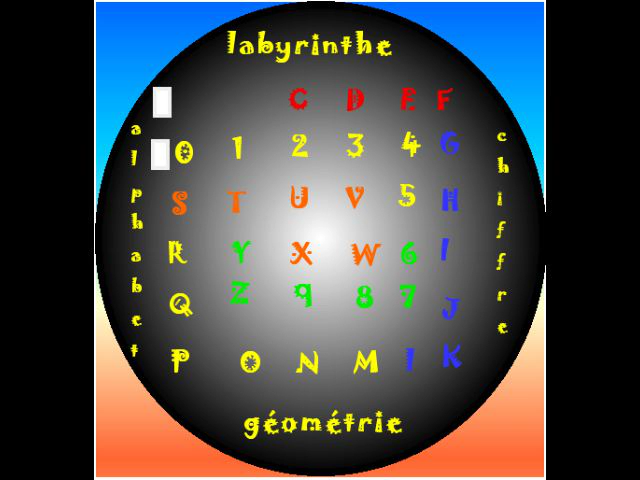 labyrinthe
C D E F
0 1 2 3 4 G
S T U V 5 H
R Y X W 6 I
Q Z 9 8 7 J
P O N M l K
alphabet
chiffre
géométrie